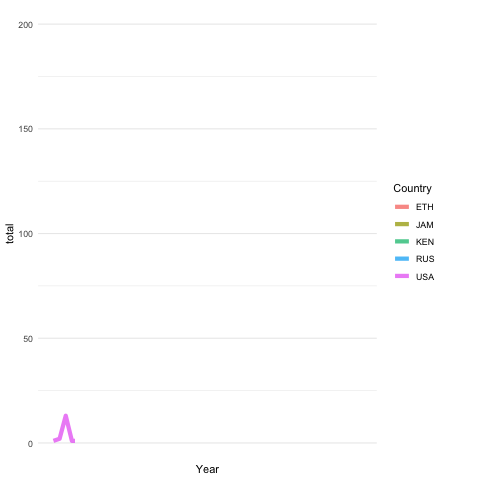 200
150
100
50
0
total
Year
Country
ETH
JAM
KEN
RUS
USA